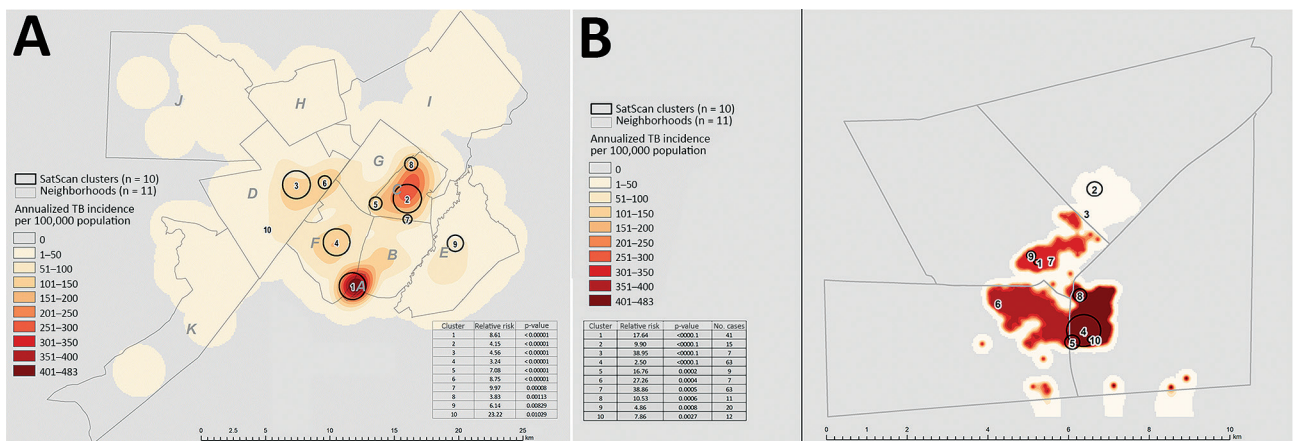 A
J
H
I
G
8
D
3
6
C
5
2
7
10
F
4
B
E
9
1 A
K
SatScan clusters (n = 10)
Neighborhoods (n = 11)
Annualized TB incidence
per 100,000 population
0
1–50
51–100
101–150
151–200
201–250
251–300
301–350
351–400
401–483
Cluster Relative risk p-value
1 8.61 <0.00001
2 4.15 <0.00001
3 4.56 <0.00001
4 3.24 <0.00001
5 7.08 <0.00001
6 8.75 <0.00001
7 9.97 0.00008
8 3.83 0.00113
9 6.14 0.00829
10 23.22 0.01029
0 2.5 5 10 15 20 25
km
B
SatScan clusters (n = 10)
Neighborhoods (n = 11)
Annualized TB incidence
per 100,000 population
0
1–50
51–100
101–150
151–200
201–250
251–300
301–350
351–400
401–483
Cluster Relative risk p-value No. cases
1 17.64 <0000.1 41
2 9.90 <0000.1 15
3 38.95 <0000.1 7
4 2.50 <0000.1 63
5 16.76 0.0002 9
6 27.26 0.0004 7
7 38.86 0.0005 63
8 10.53 0.0006 11
9 4.86 0.0008 20
10 7.86 0.0027 12
2
3
9 1 7
6
8
4
5 10
0 1 2 4 6 8 10
km